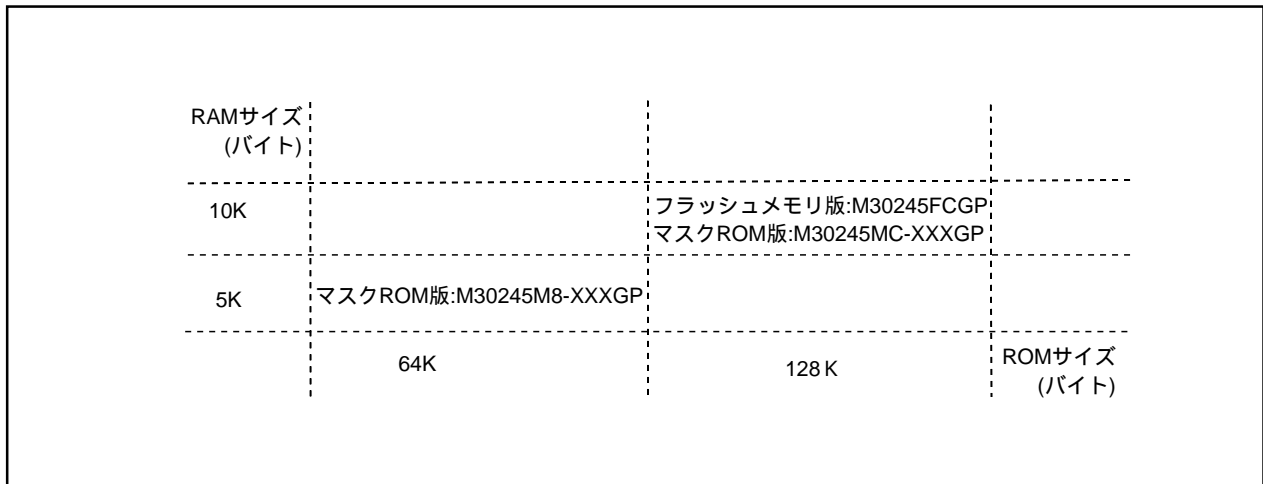 RAMサイズ
(バイト)
10K
フラッシュメモリ版:M30245FCGP
マスクROM版:M30245MC-XXXGP
5K
マスクROM版:M30245M8-XXXGP
64K
128 K
ROMサイズ
(バイト)